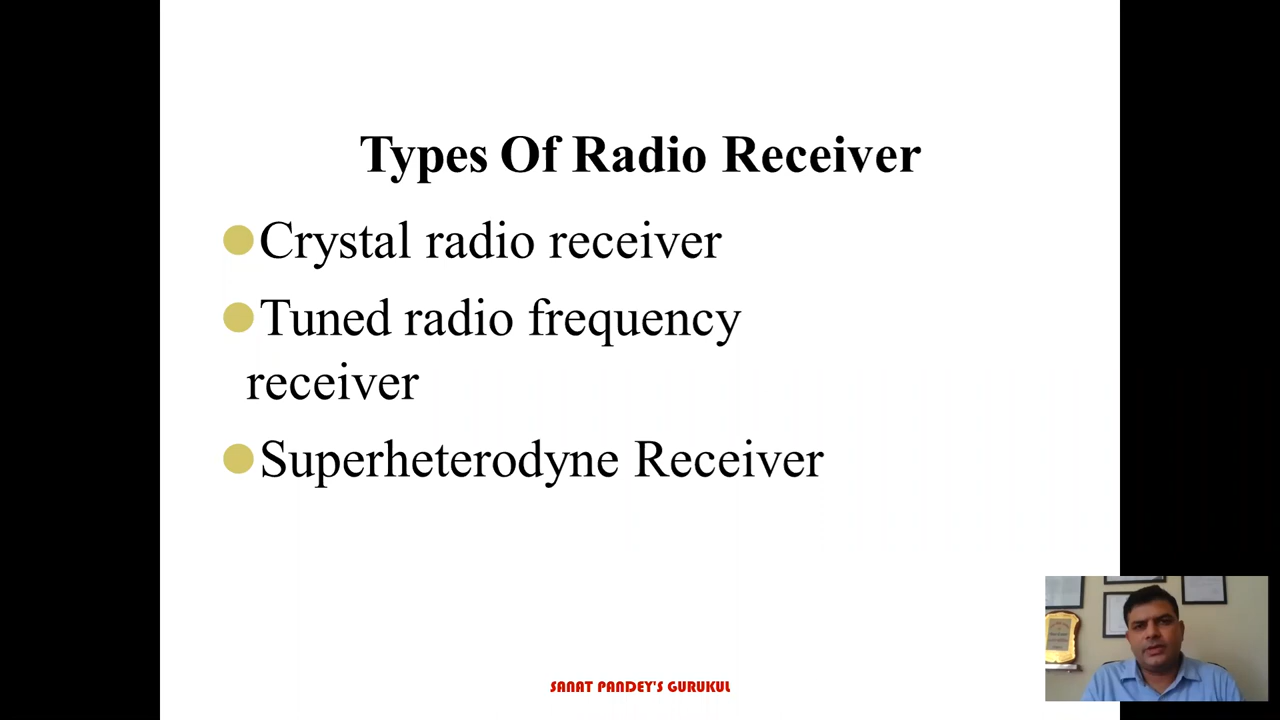 Types Of Radio Receiver
Crystal radio receiver
Tuned radio frequency
receiver
Superheterodyne Receiver
SANAT PANDEY'S GURUKUL